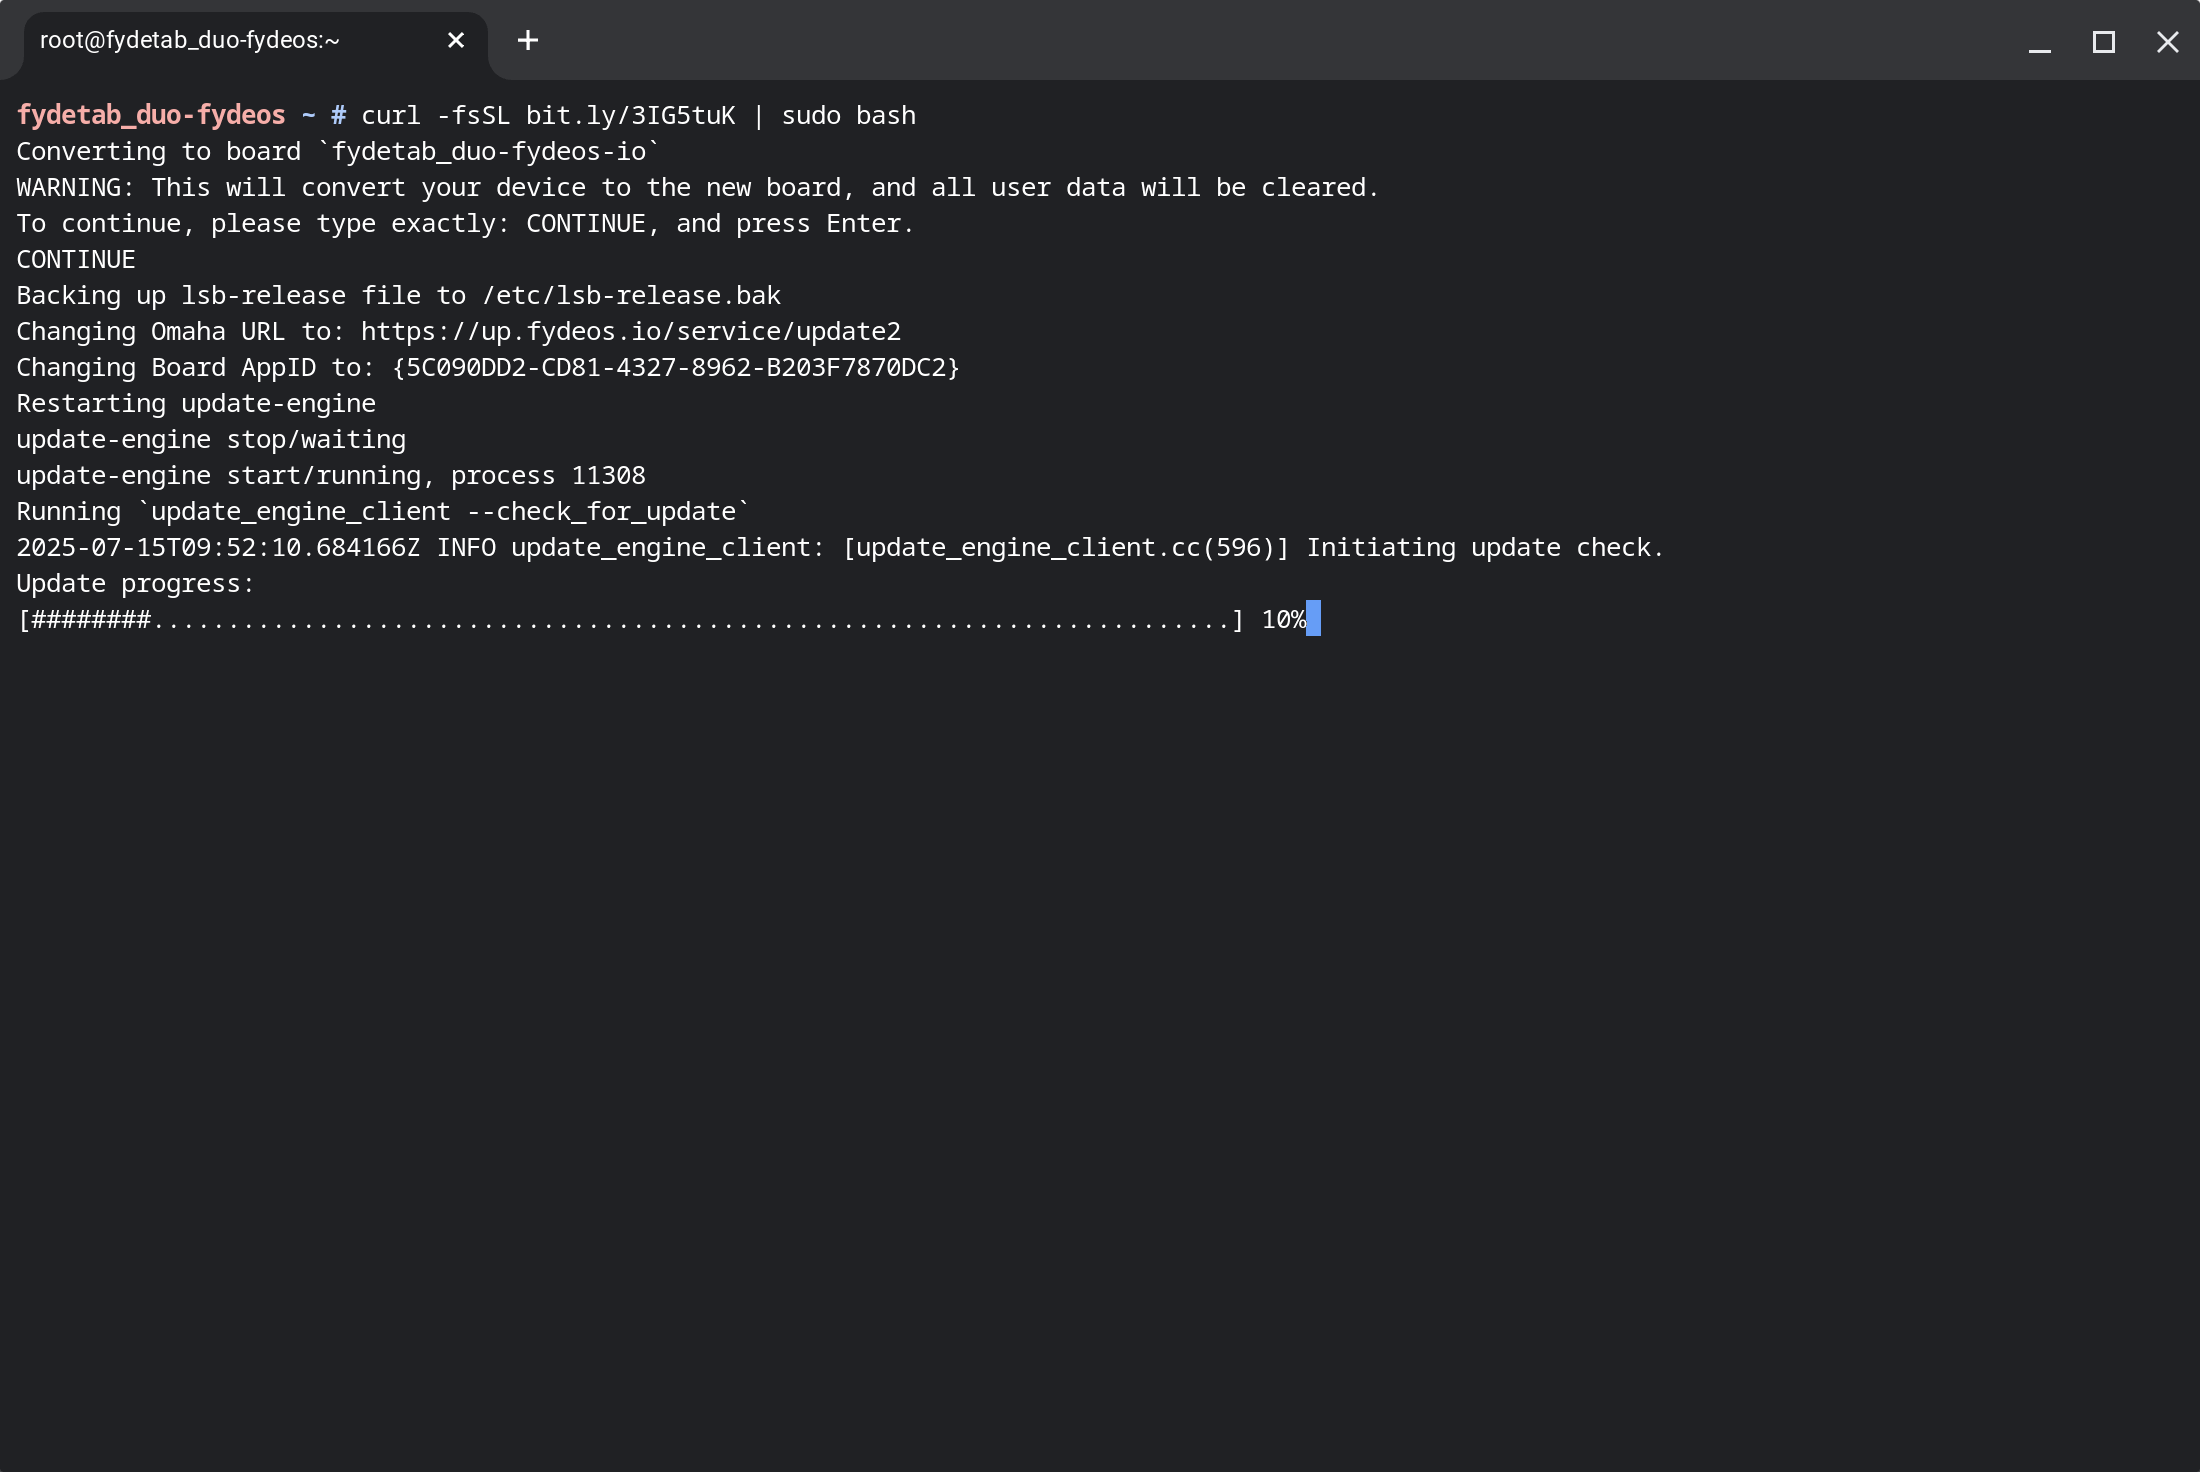 root@fydetab_duo-fydeos:~
fydetab_duo-fydeos ~ # curl -fsSL bit.ly/3IG5tuK | sudo bash
Converting to board `fydetab_duo-fydeos-io`
WARNING: This will convert your device to the new board, and all user data will be cleared.
To continue, please type exactly: CONTINUE, and press Enter.
CONTINUE
Backing up lsb-release file to /etc/lsb-release.bak
Changing Omaha URL to: https://up.fydeos.io/service/update2
Changing Board AppID to: {5C090DD2-CD81-4327-8962-B203F7870DC2}
Restarting update-engine
update-engine stop/waiting
update-engine start/running, process 11308
Running `update_engine_client --check_for_update`
2025-07-15T09:52:10.684166Z INFO update_engine_client: [update_engine_client.cc(596)] Initiating update check.
Update progress:
[########........................................................................] 10%